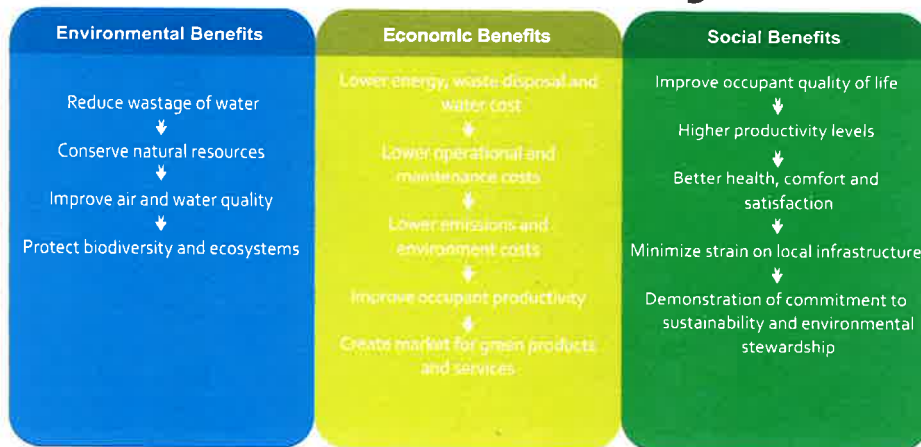 Environmental Benefits
Reduce wastage of water
Conserve natural resources
Improve air and water quality
Protect biodiversity and ecosystems
Economic Benefits
Lower energy, waste disposal and
water cost
Lower operational and
maintenance costs
Lower emissions and
environment costs
Improve occupant productivity
Create market for green products
and services
Social Benefits
Improve occupant quality of life
Higher productivity levels
Better health, comfort and
satisfaction
Minimize strain on local infrastructure
Demonstration of commitment to
sustainability and environmental
stewardship